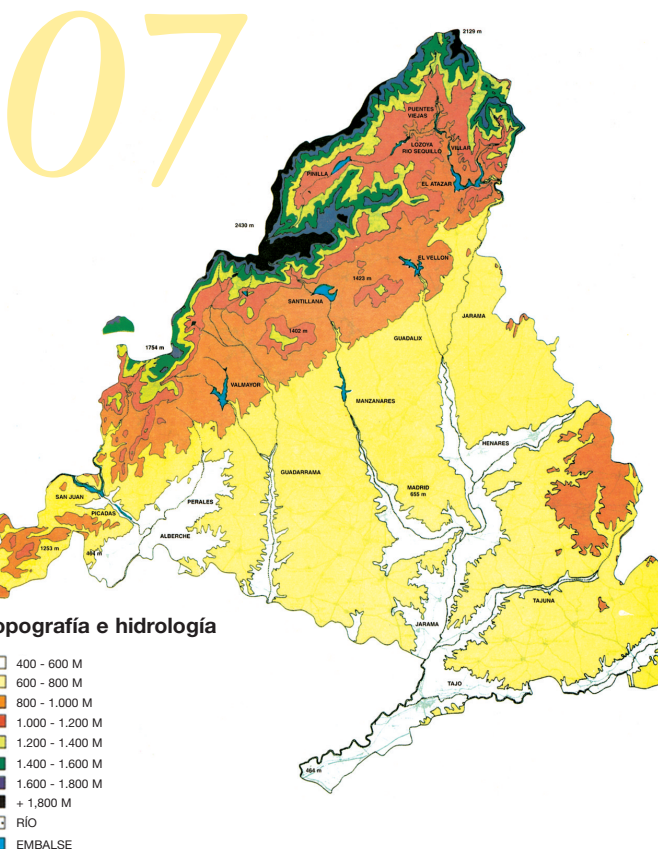 07
2129 m
PUENTES
VIEJAS
LOZOYA
RIO SEQUILLO
VILLAR
PINILLA
EL ATAZAR
2430 m
EL VELLON
1423 m
SANTILLANA
JARAMA
1402 m
GUADALIX
1754 m
VALMAYOR
MANZANARES
HENARES
GUADARRAMA
MADRID
655 m
SAN JUAN
PERALES
PICADAS
ALBERCHE
1253 m
464 m
TAJUNA
JARAMA
opografía e hidrología
TAJO
400 - 600 M
600 - 800 M
800 - 1.000 M
1.000 - 1.200 M
1.200 - 1.400 M
1.400 - 1.600 M
1.600 - 1.800 M
+ 1,800 M
RÍO
EMBALSE
464 m